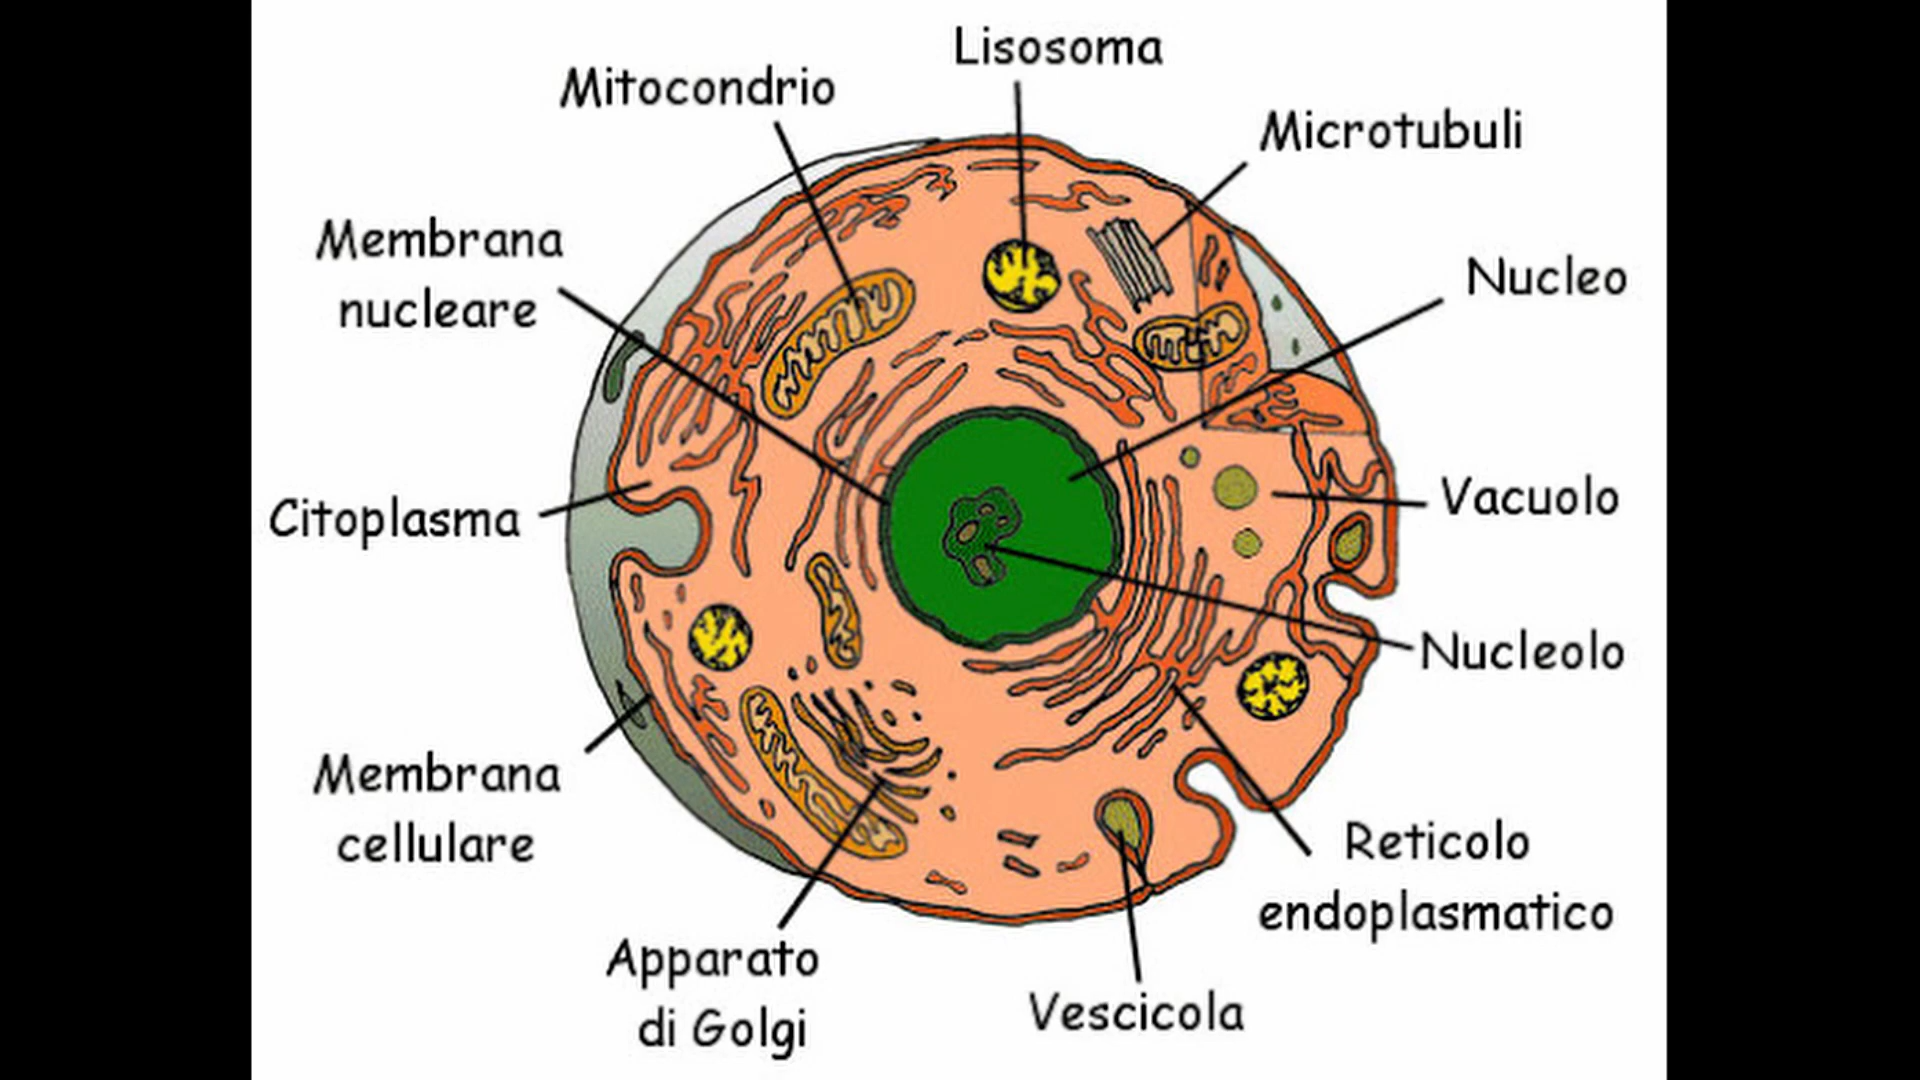 Lisosoma
Mitocondrio
Microtubuli
Membrana
nucleare
Nucleo
Citoplasma
Vacuolo
Nucleolo
Membrana
cellulare
Reticolo
endoplasmatico
Apparato
di Golgi
Vescicola